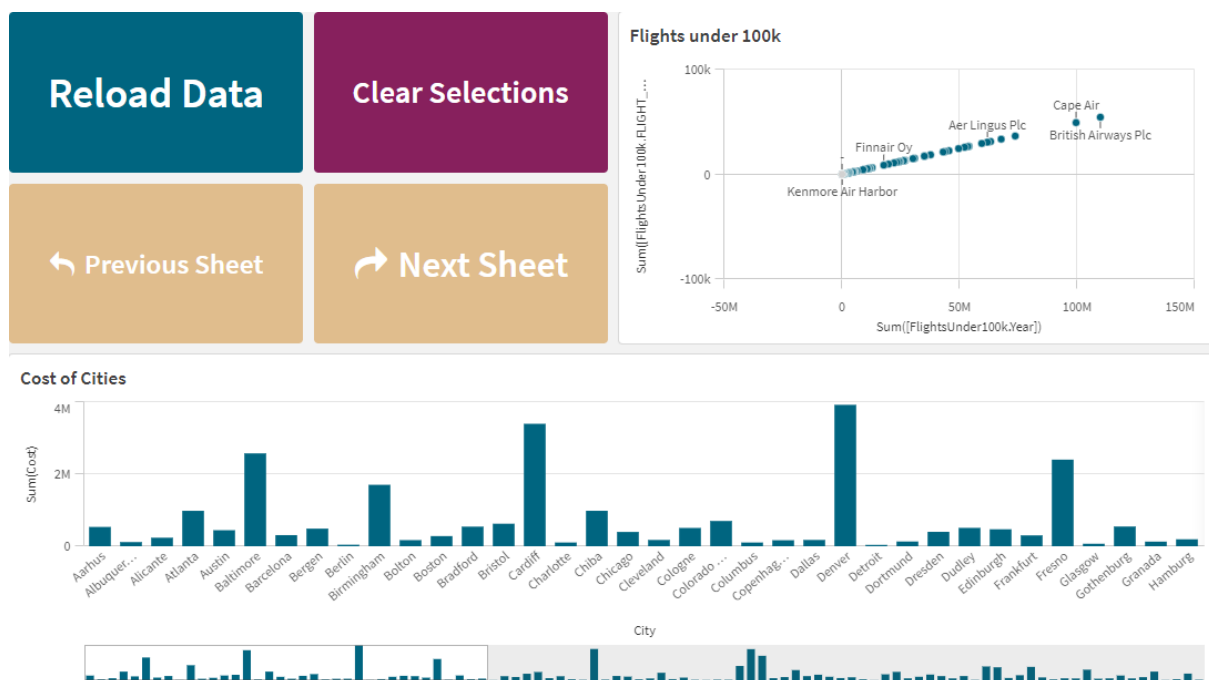 Reload Data
Clear Selections
Previous Sheet
Next Sheet
Flights under 100k
Sum([FlightsUnder100k.FLIGHT_...
100k
0
-100k
Cape Air
Aer Lingus Plc
British Airways Plc
Finnair Oy
Kenmore Air Harbor
-50M 0 50M 100M 150M
Sum([FlightsUnder100k.Year])
Cost of Cities
Sum(Cost)
4M
2M
0
Aarhus Albuquer... Alicante Atlanta Austin Baltimore Barcelona Bergen Berlin Birmingham Bolton Boston Bradford Bristol Cardiff Charlotte Chiba Chicago Cleveland Cologne Colorado ... Columbus Copenhag... Dallas Denver Detroit Dortmund Dresden Dudley Edinburgh Frankfurt Fresno Glasgow Gothenburg Granada Hamburg
City